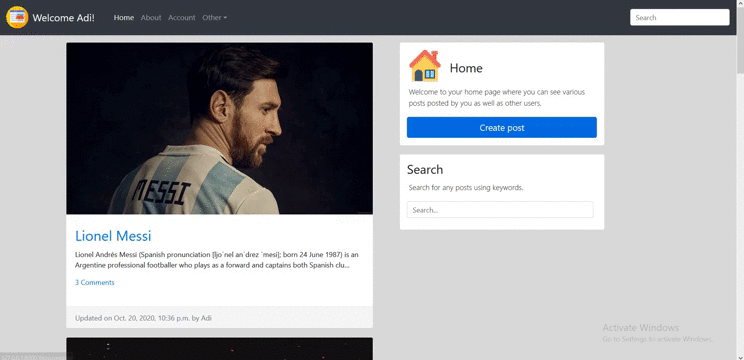 Welcome Adi!
Home
About
Account
Other
Search
MESSI
Lionel Messi
Lionel Andrés Messi (Spanish pronunciation [ljoˈnel anˈdrez ˈmesi]; born 24 June 1987) is an
Argentine professional footballer who plays as a forward and captains both Spanish clu...
3 Comments
Updated on Oct. 20, 2020, 10:36 p.m. by Adi
Home
Welcome to your home page where you can see various
posts posted by you as well as other users.
Create post
Search
Search for any posts using keywords.
Search...
Activate Windows
Go to Settings to activate Windows.